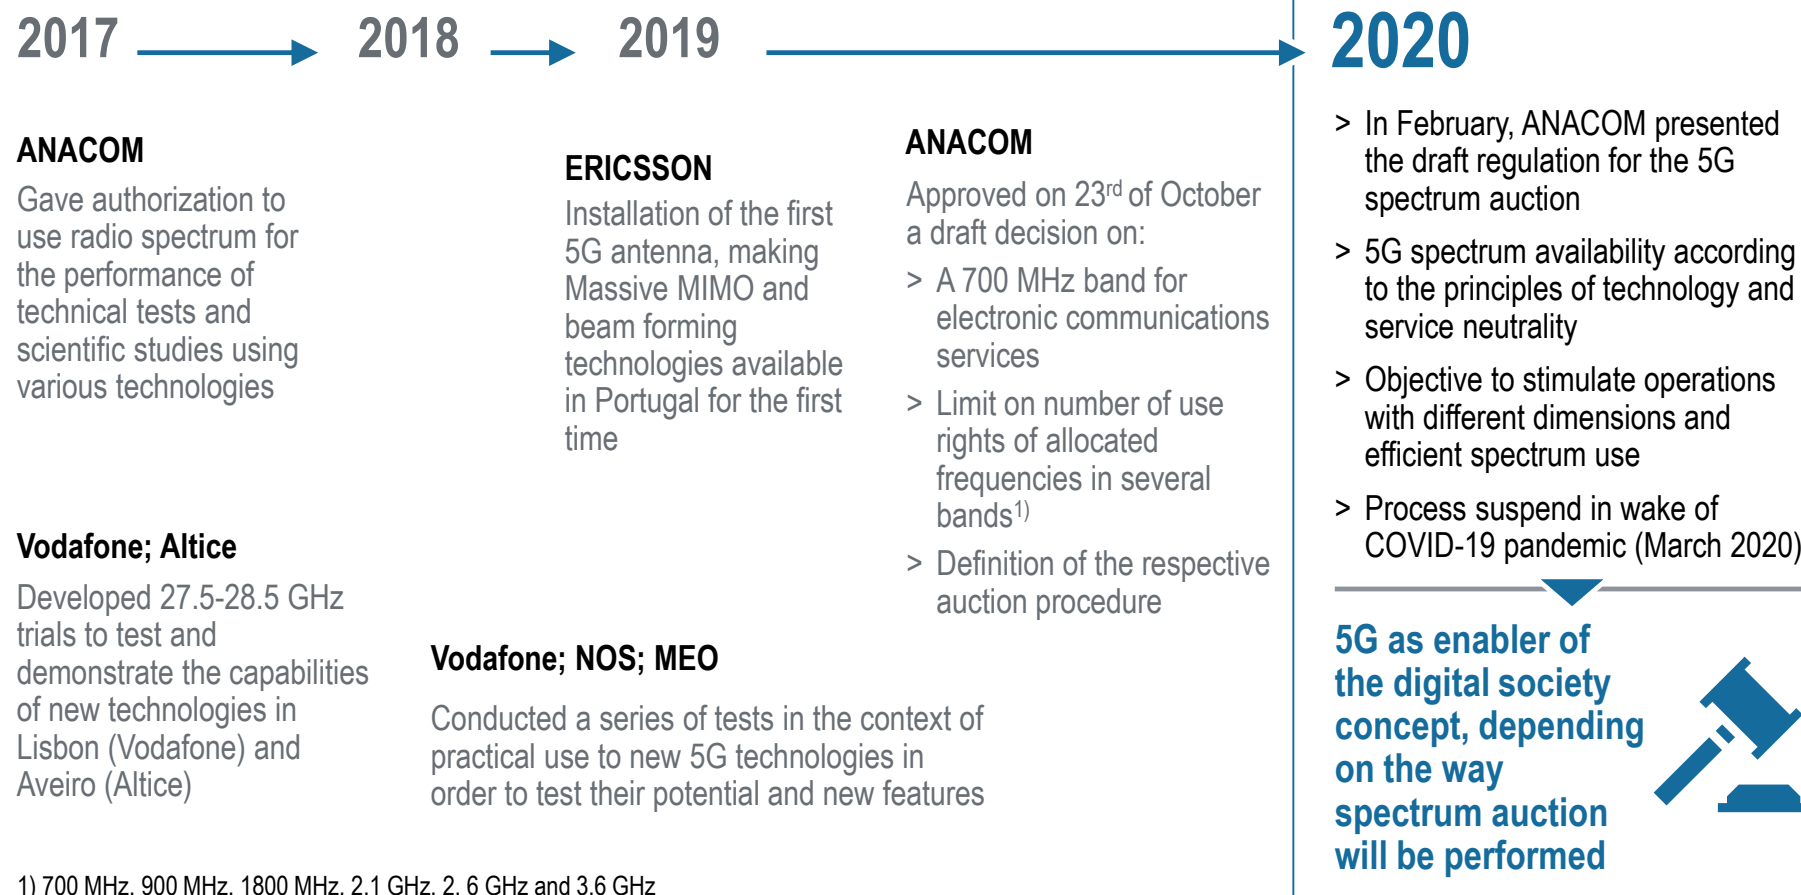 2017
2018
2019
2020
ANACOM
Gave authorization to
use radio spectrum for
the performance of
technical tests and
scientific studies using
various technologies
Vodafone; Altice
Developed 27.5-28.5 GHz
trials to test and
demonstrate the capabilities
of new technologies in
Lisbon (Vodafone) and
Aveiro (Altice)
ERICSSON
Installation of the first
5G antenna, making
Massive MIMO and
beam forming
technologies available
in Portugal for the first
time
Vodafone; NOS; MEO
Conducted a series of tests in the context of
practical use to new 5G technologies in
order to test their potential and new features
ANACOM
Approved on 23rd of October
a draft decision on:
> A 700 MHz band for
electronic communications
services
> Limit on number of use
rights of allocated
frequencies in several
bands1)
> Definition of the respective
auction procedure
> In February, ANACOM presented
the draft regulation for the 5G
spectrum auction
> 5G spectrum availability according
to the principles of technology and
service neutrality
> Objective to stimulate operations
with different dimensions and
efficient spectrum use
> Process suspend in wake of
COVID-19 pandemic (March 2020)
5G as enabler of
the digital society
concept, depending
on the way
spectrum auction
will be performed
1) 700 MHz, 900 MHz, 1800 MHz, 2.1 GHz, 2, 6 GHz and 3.6 GHz